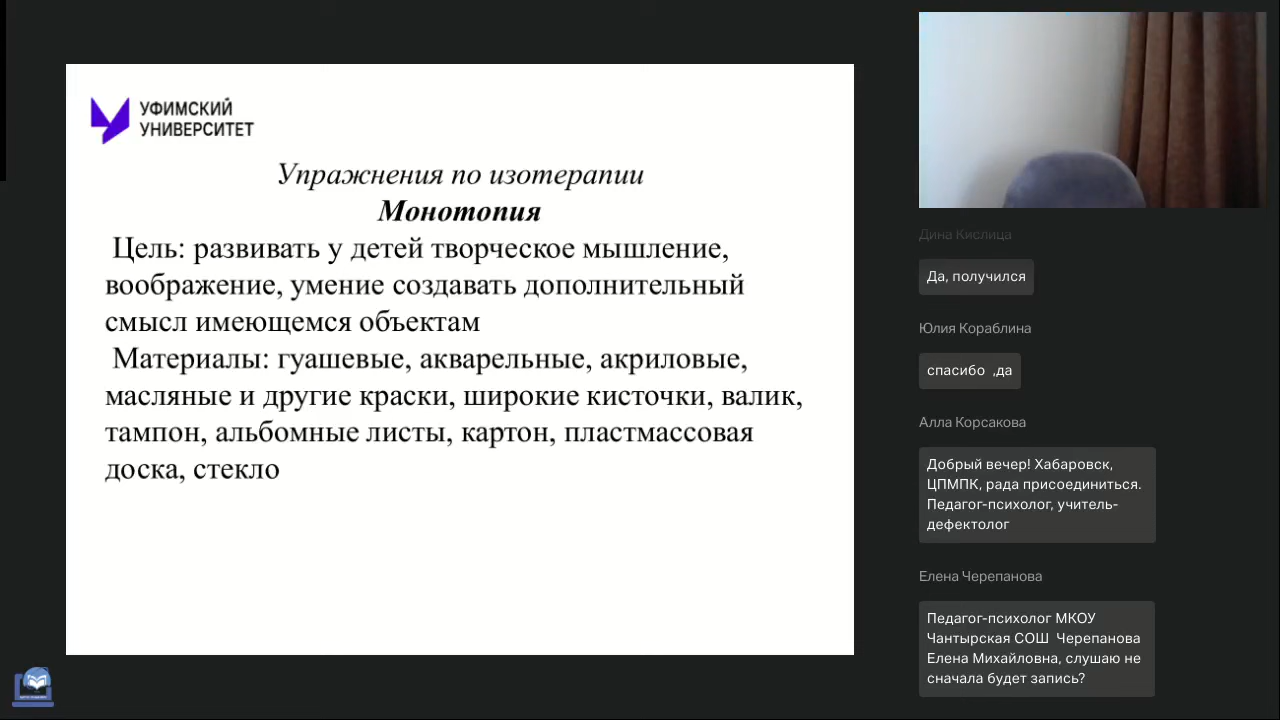 УФИМСКИЙ
УНИВЕРСИТЕТ
Упражнения по изотерапии
Монотопия
Цель: развивать у детей творческое мышление,
воображение, умение создавать дополнительный
смысл имеющемся объектам
Материалы: гуашевые, акварельные, акриловые,
масляные и другие краски, широкие кисточки, валик,
тампон, альбомные листы, картон, пластмассовая
доска, стекло
Дина Кислица
Да, получился
Юлия Кораблина
спасибо ,да
Алла Корсакова
Добрый вечер! Хабаровск,
ЦПМПК, рада присоединиться.
Педагог-психолог, учитель-
дефектолог
Елена Черепанова
Педагог-психолог МКОУ
Чантырская СОШ Черепанова
Елена Михайловна, слушаю не
сначала будет запись?